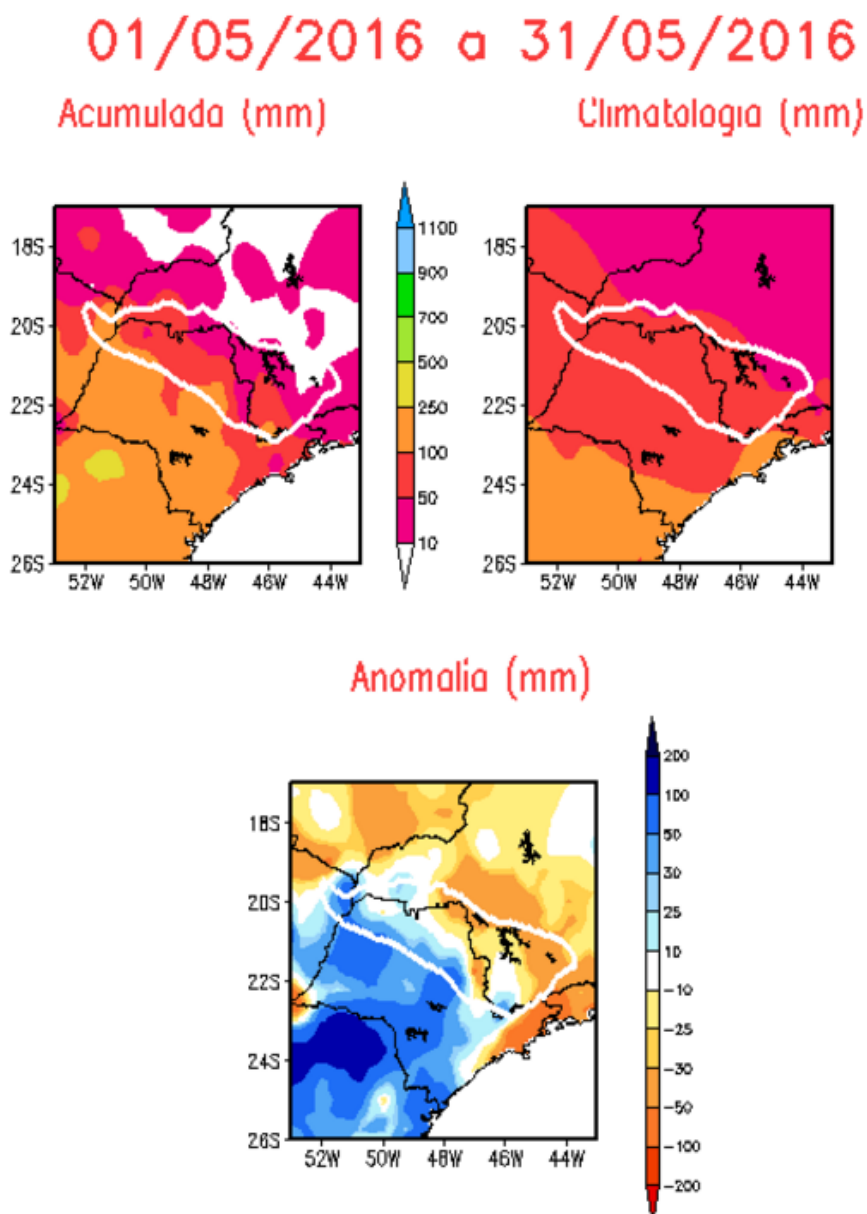 01/05/2016 a 31/05/2016
Acumulada (mm)
Climatologia (mm)
18S
20S
22S
24S
26S
52W 50W 48W 46W 44W
1100
900
700
500
250
100
50
10
18S
20S
22S
24S
26S
52W 50W 48W 46W 44W
Anomalia (mm)
18S
20S
22S
24S
26S
52W 50W 48W 46W 44W
200
100
50
30
25
10
-10
-25
-30
-50
-100
-200